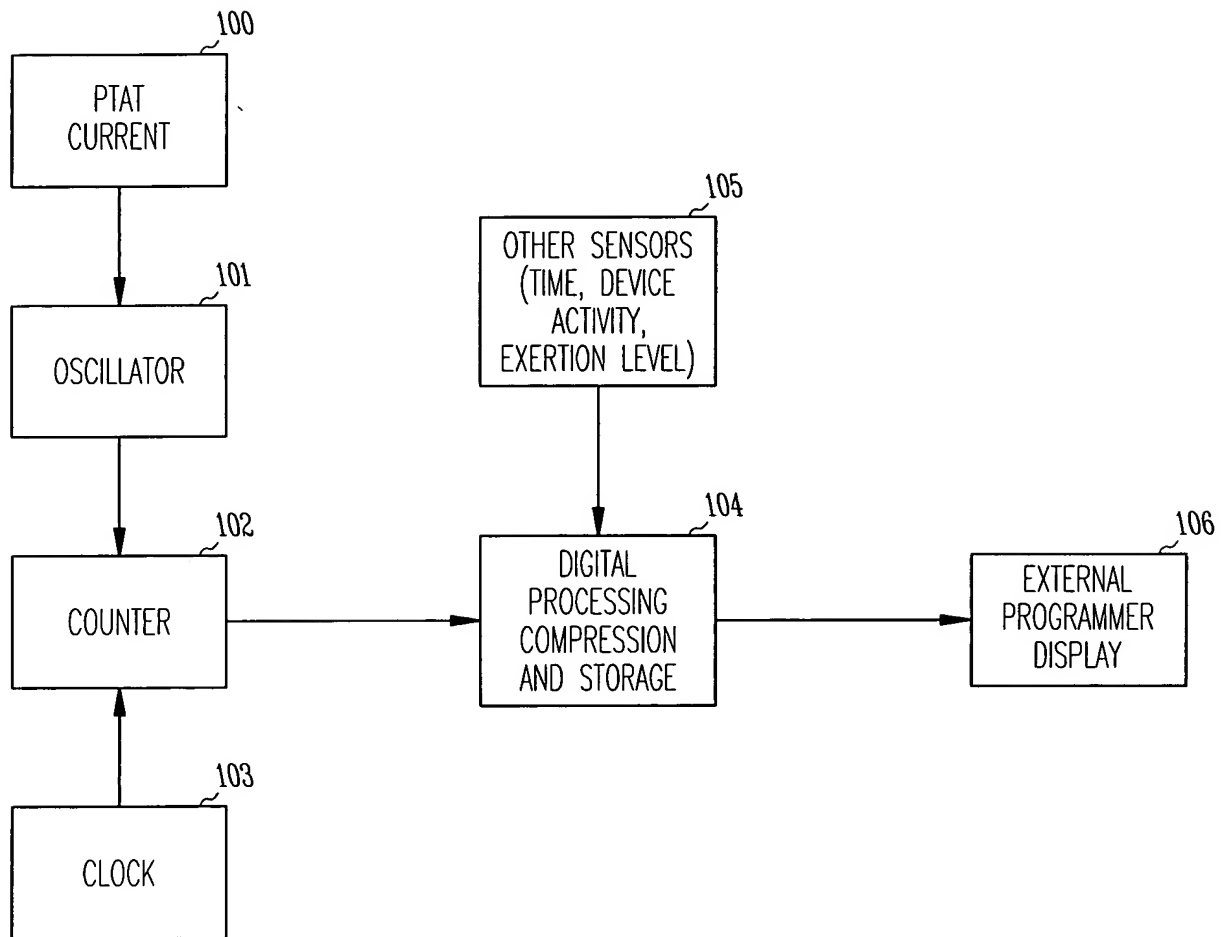 100
PTAT
CURRENT
105
OTHER SENSORS
(TIME, DEVICE
ACTIVITY,
EXERTION LEVEL)
101
OSCILLATOR
102
COUNTER
104
DIGITAL
PROCESSING
COMPRESSION
AND STORAGE
106
EXTERNAL
PROGRAMMER
DISPLAY
103
CLOCK